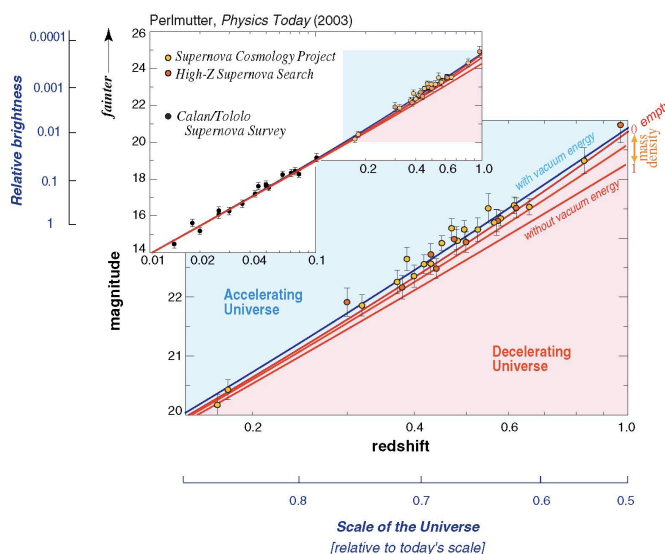 Perlmutter, Physics Today (2003)
0.0001
0.001
0.01
0.1
1
Relative brightness
fainter
26
24
22
20
18
16
14
Supernova Cosmology Project
High-Z Supernova Search
Calan/Tololo
Supernova Survey
0.2
0.4
0.6
1.0
0.01
0.02
0.04
0.1
magnitude
22
21
20
with vacuum energy
without vacuum energy
0
empty
1
mass
density
Accelerating
Universe
Decelerating
Universe
0.2
0.4
0.6
1.0
redshift
0.8
0.7
0.6
0.5
Scale of the Universe
[relative to today's scale]